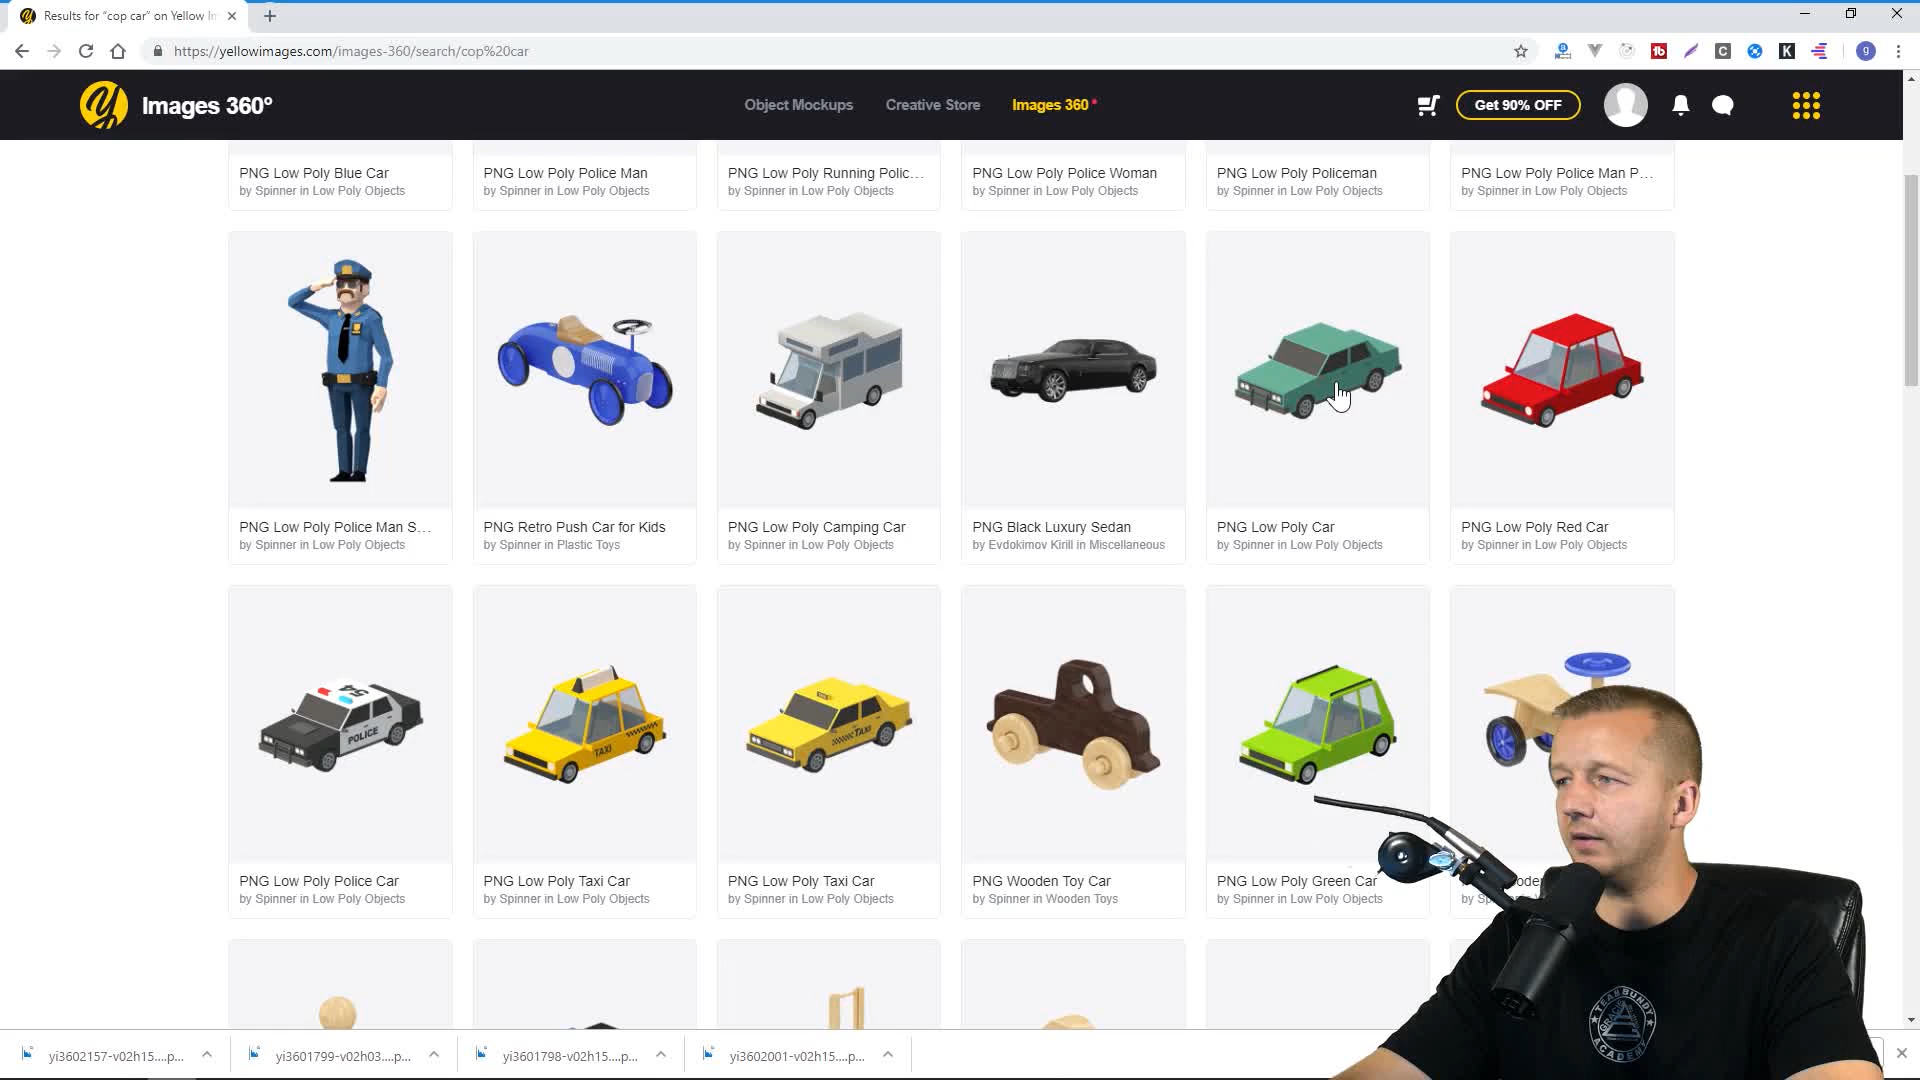 Results for “cop car” on Yellow Im
https://yellowimages.com/images-360/search/cop%20car
Images 360°
Object Mockups
Creative Store
Images 360
Get 90% OFF
g
PNG Low Poly Blue Car
by Spinner in Low Poly Objects
PNG Low Poly Police Man
by Spinner in Low Poly Objects
PNG Low Poly Running Polic...
by Spinner in Low Poly Objects
PNG Low Poly Police Woman
by Spinner in Low Poly Objects
PNG Low Poly Policeman
by Spinner in Low Poly Objects
PNG Low Poly Police Man P...
by Spinner in Low Poly Objects
PNG Low Poly Police Man S...
by Spinner in Low Poly Objects
PNG Retro Push Car for Kids
by Spinner in Plastic Toys
PNG Low Poly Camping Car
by Spinner in Low Poly Objects
PNG Black Luxury Sedan
by Evdokimov Kirill in Miscellaneous
PNG Low Poly Car
by Spinner in Low Poly Objects
PNG Low Poly Red Car
by Spinner in Low Poly Objects
54
POLICE
TAXI
TAXI
PNG Low Poly Police Car
by Spinner in Low Poly Objects
PNG Low Poly Taxi Car
by Spinner in Low Poly Objects
PNG Low Poly Taxi Car
by Spinner in Low Poly Objects
PNG Wooden Toy Car
by Spinner in Wooden Toys
PNG Low Poly Green Car
by Spinner in Low Poly Objects
TEAM BUNDY
GRACIE
ACADEMY
yi3602157-v02h15....p...
yi3601799-v02h03....p...
yi3601798-v02h15....p...
yi3602001-v02h15....p...